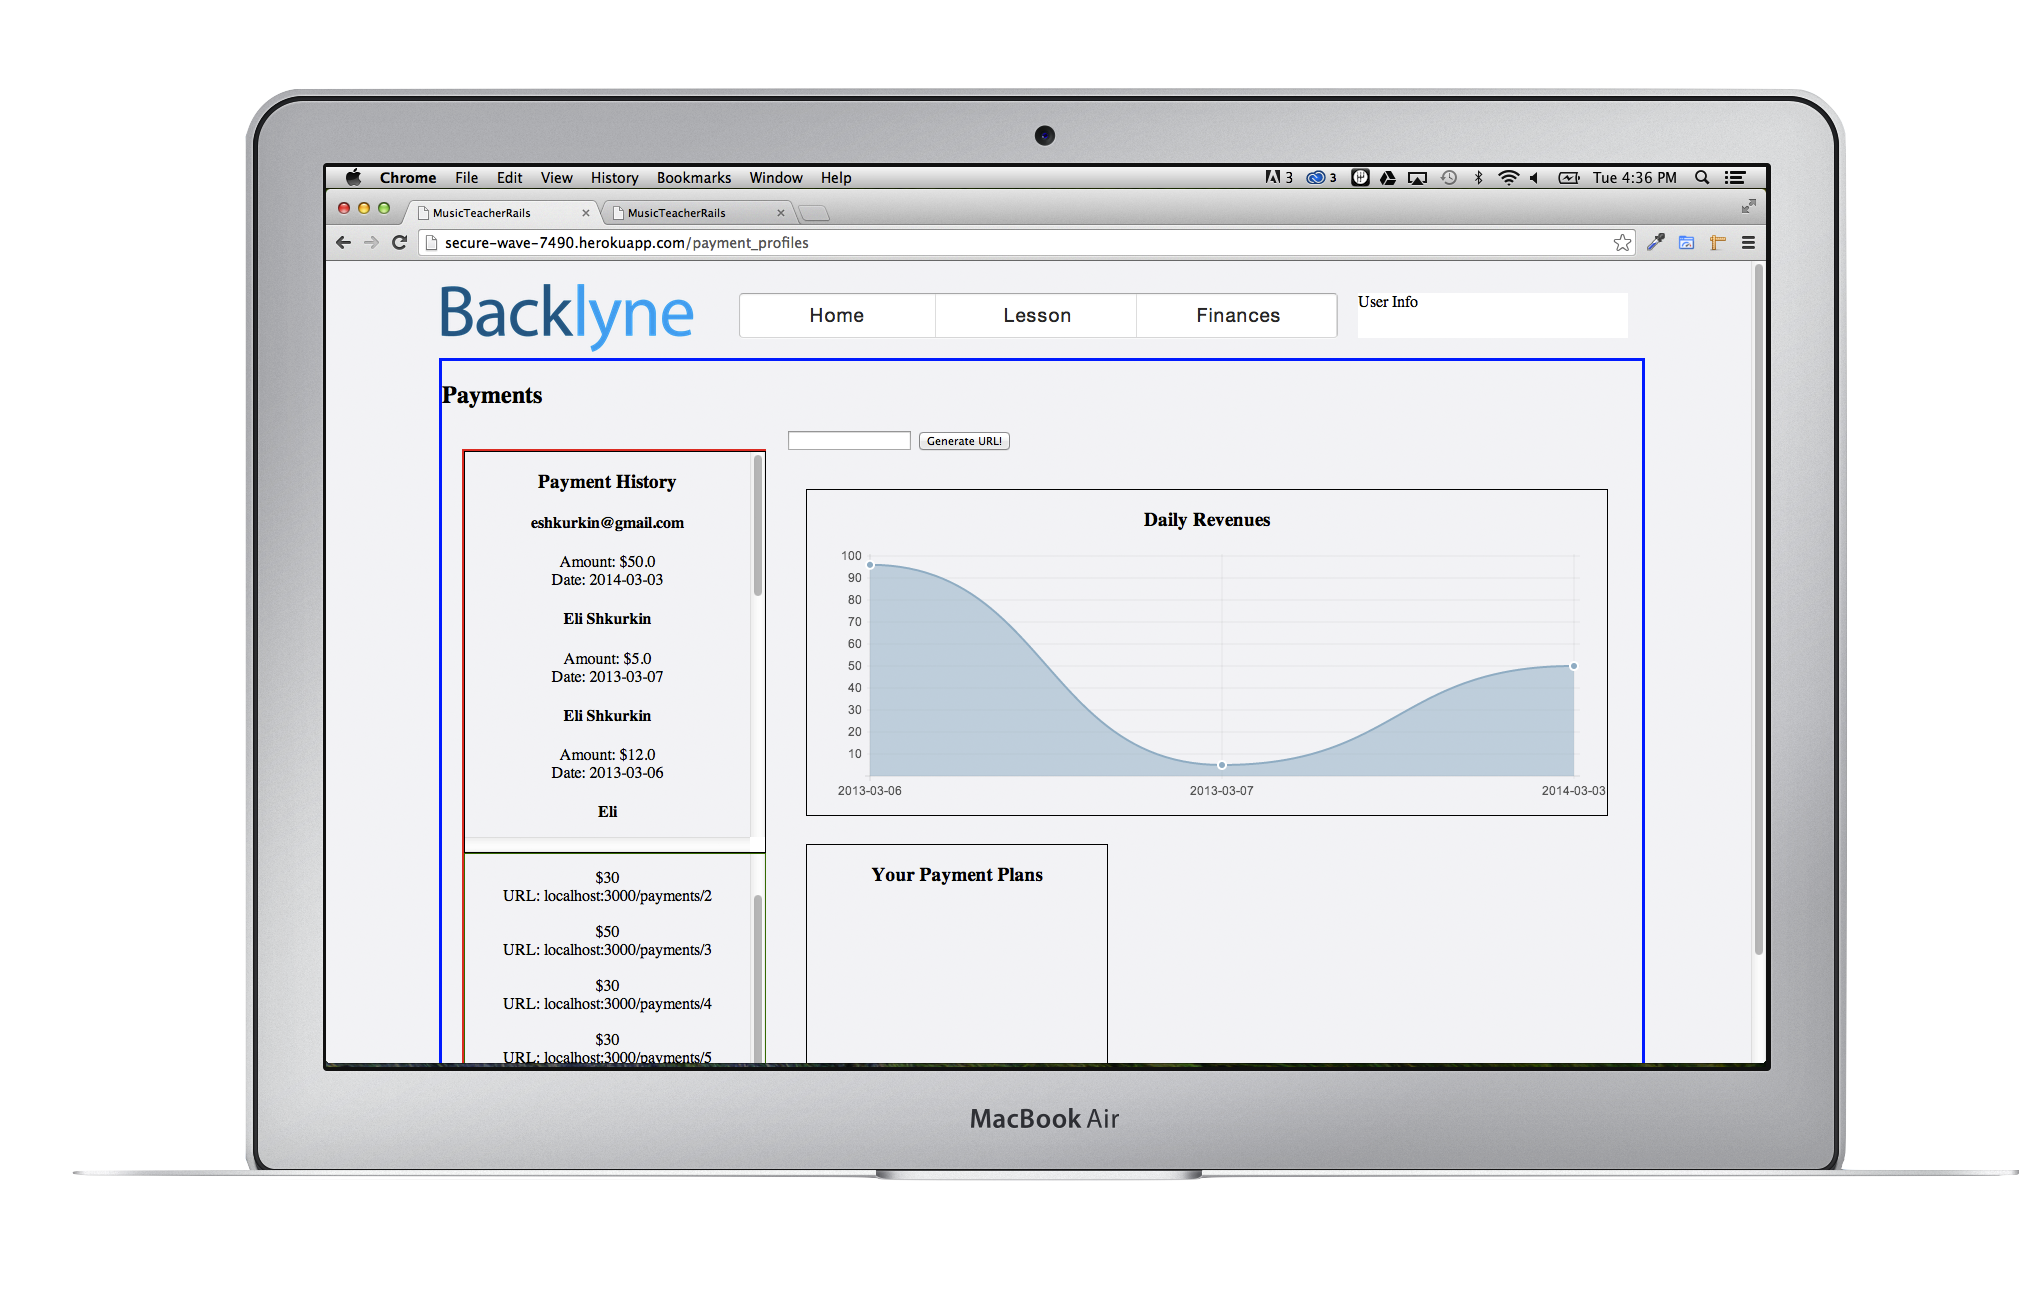 Chrome File Edit View History Bookmarks Window Help 3 3 Tue 4:36 PM
MusicTeacherRails MusicTeacherRails
secure-wave-7490.herokuapp.com/payment_profiles
Backlyne
Home Lesson Finances
User Info
Payments
Generate URL!
Payment History
eshkurkin@gmail.com
Amount: $50.0
Date: 2014-03-03
Eli Shkurkin
Amount: $5.0
Date: 2013-03-07
Eli Shkurkin
Amount: $12.0
Date: 2013-03-06
Eli
$30
URL: localhost:3000/payments/2
$50
URL: localhost:3000/payments/3
$30
URL: localhost:3000/payments/4
$30
URL: localhost:3000/payments/5
Daily Revenues
100
90
80
70
60
50
40
30
20
10
2013-03-06 2013-03-07 2014-03-03
Your Payment Plans
MacBook Air